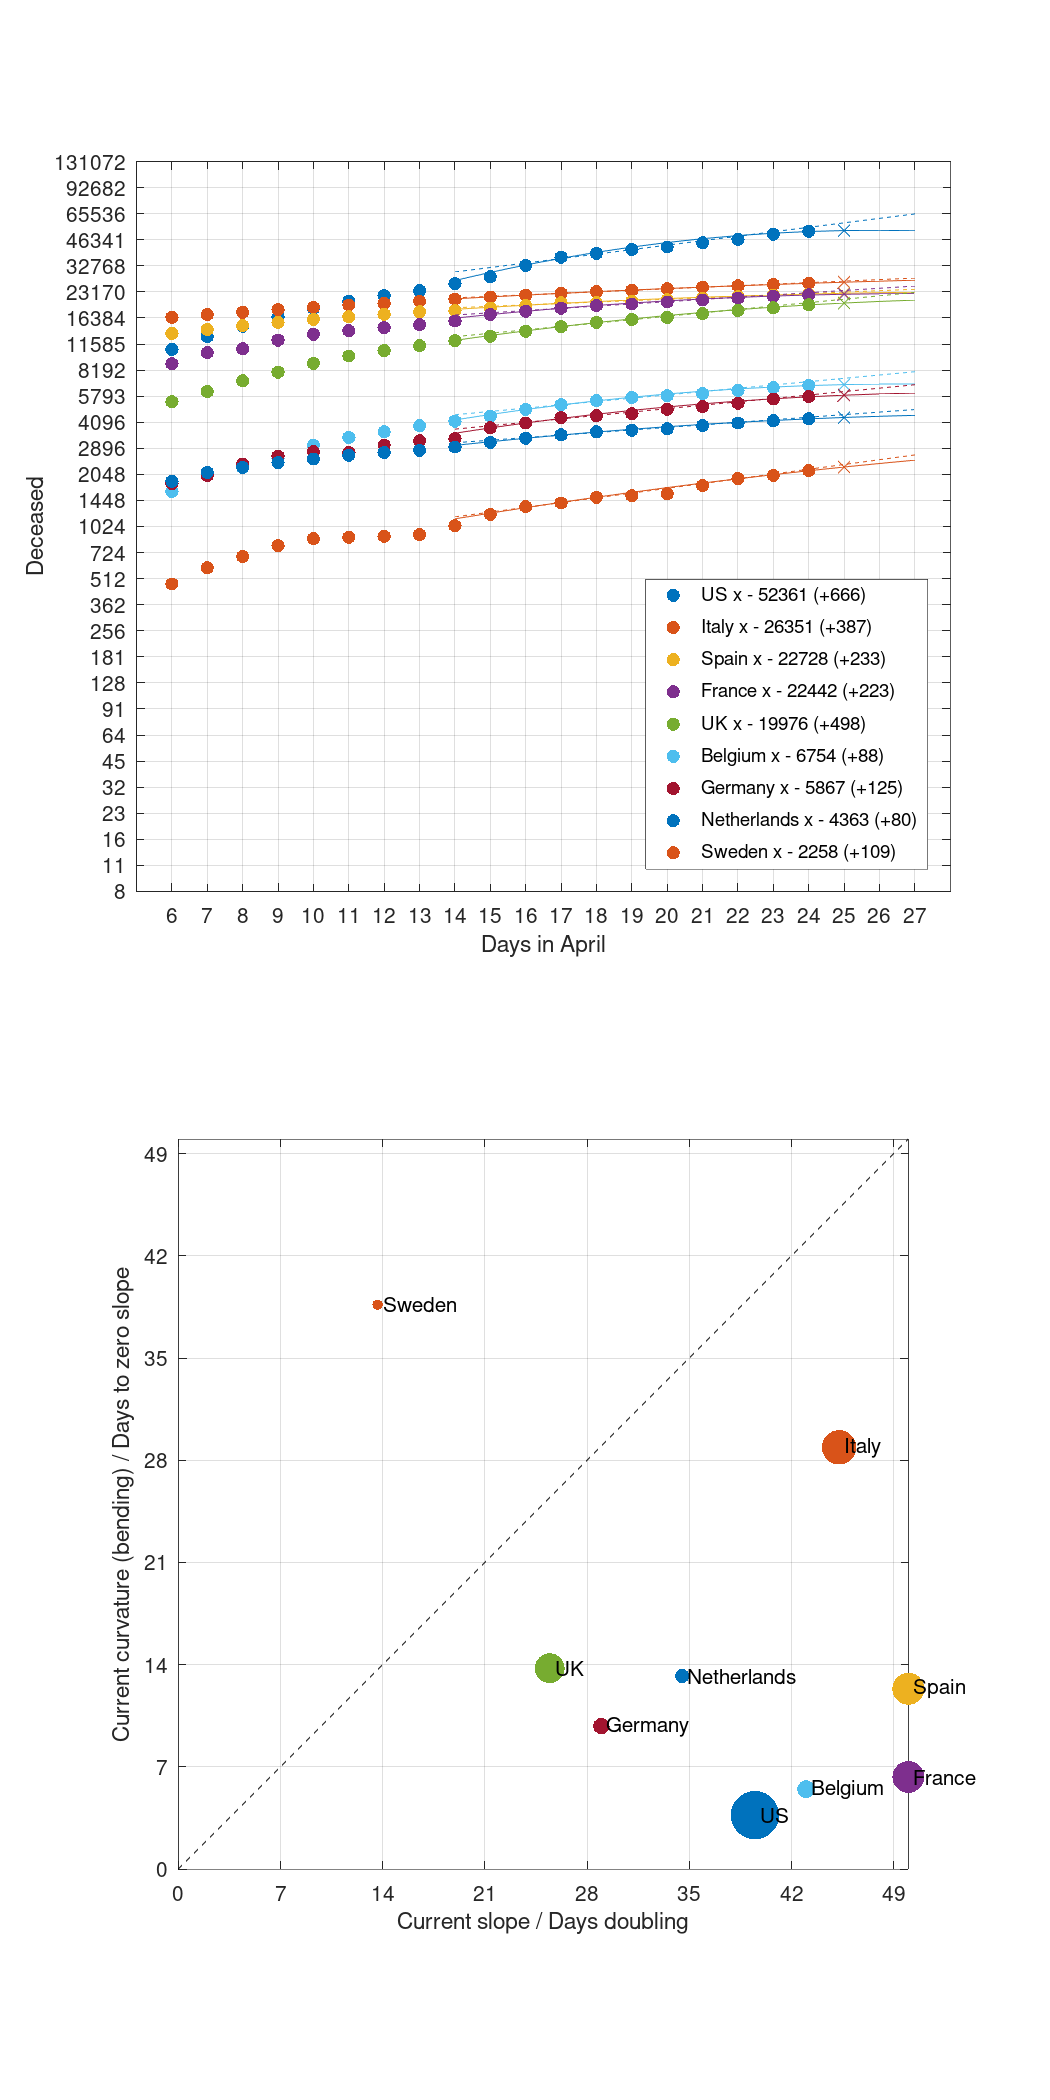 131072
92682
65536
46341
32768
23170
16384
11585
8192
5793
4096
2896
2048
1448
1024
724
512
362
256
181
128
91
64
45
32
23
16
11
8
Deceased
US x - 52361 (+666)
Italy x - 26351 (+387)
Spain x - 22728 (+233)
France x - 22442 (+223)
UK x - 19976 (+498)
Belgium x - 6754 (+88)
Germany x - 5867 (+125)
Netherlands x - 4363 (+80)
Sweden x - 2258 (+109)
6 7 8 9 10 11 12 13 14 15 16 17 18 19 20 21 22 23 24 25 26 27
Days in April
49
42
35
28
21
14
7
0
Current curvature (bending) / Days to zero slope
Sweden
Italy
UK
Netherlands
Spain
Germany
France
Belgium
US
0 7 14 21 28 35 42 49
Current slope / Days doubling